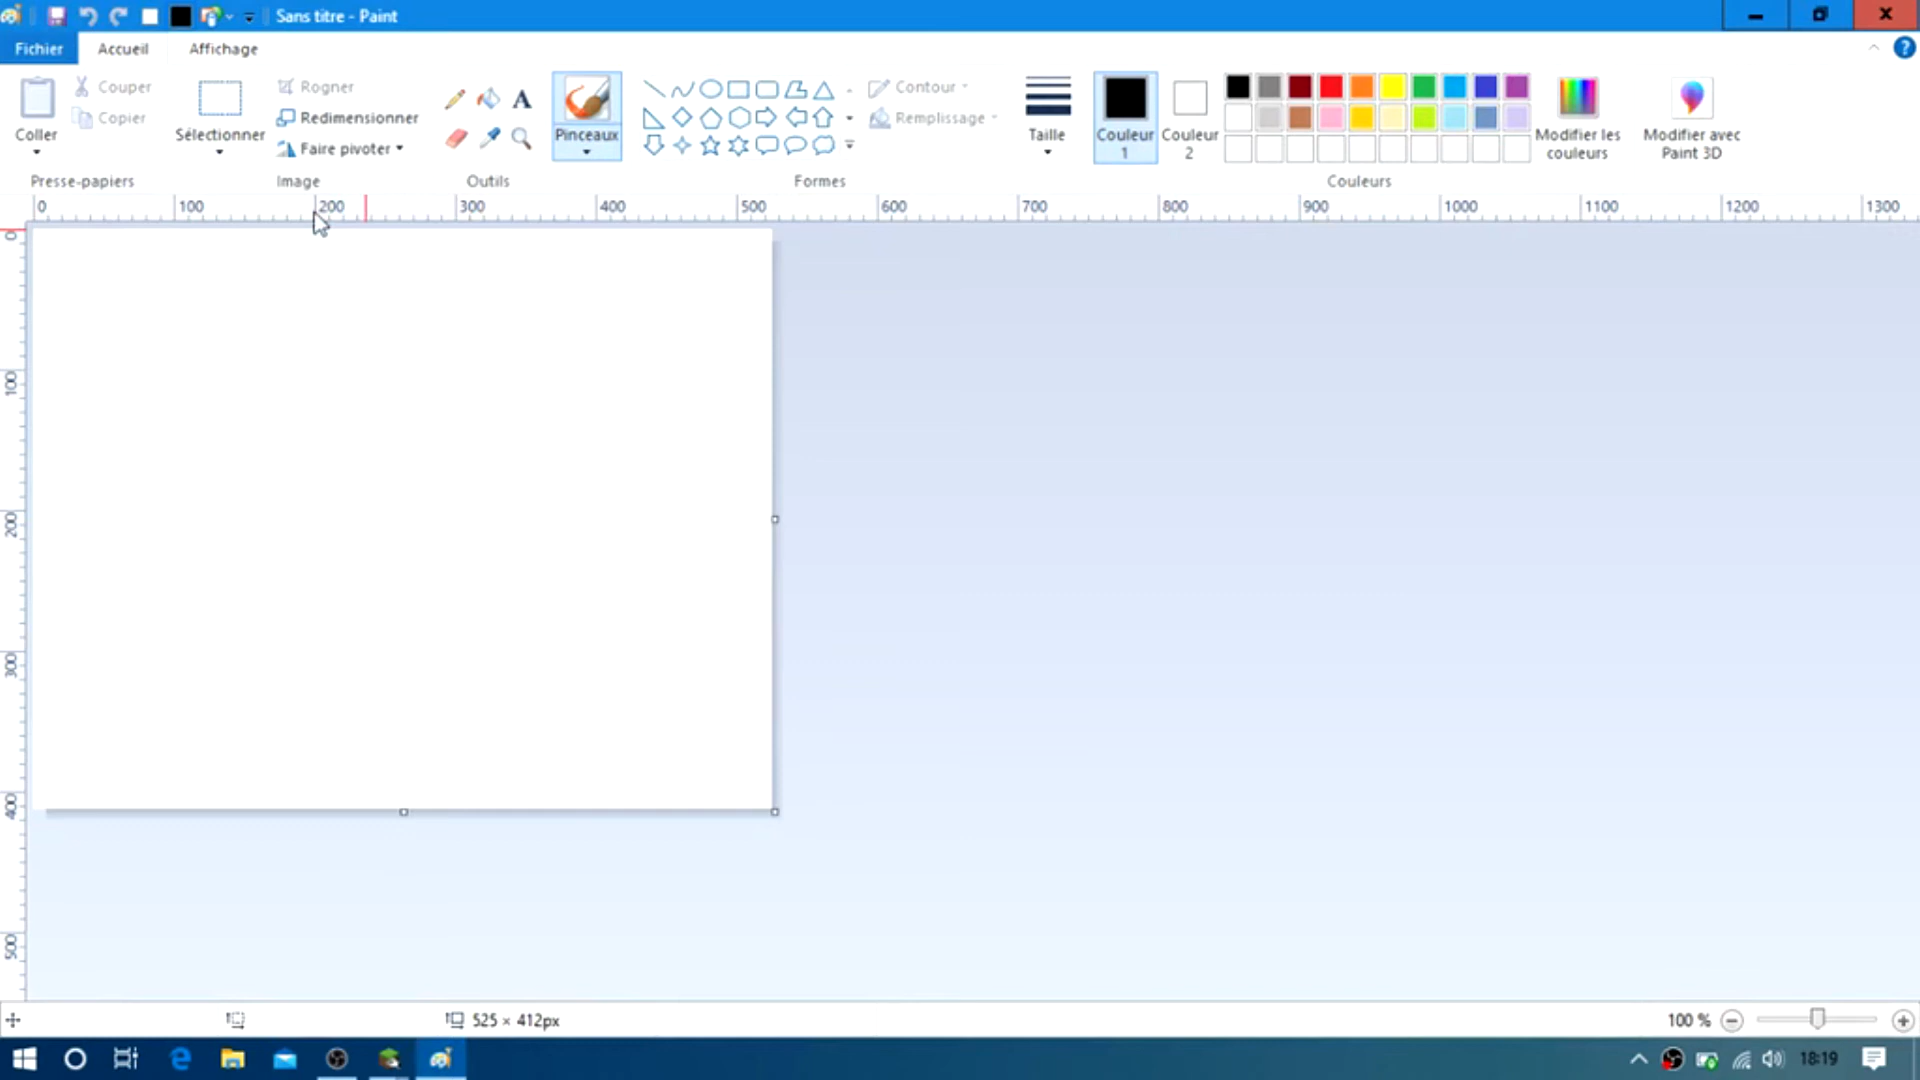 Sans titre - Paint
Fichier Accueil Affichage
Coller
Couper
Copier
Presse-papiers
Sélectionner
Rogner
Redimensionner
Faire pivoter
Image
A
Outils
Pinceaux
Contour
Remplissage
Formes
Taille
Couleur 1
Couleur 2
Modifier les couleurs
Modifier avec Paint 3D
Couleurs
0 100 200 300 400 500 600 700 800 900 1000 1100 1200 1300
0
100
200
300
400
500
525 × 412px
100 %
18:19